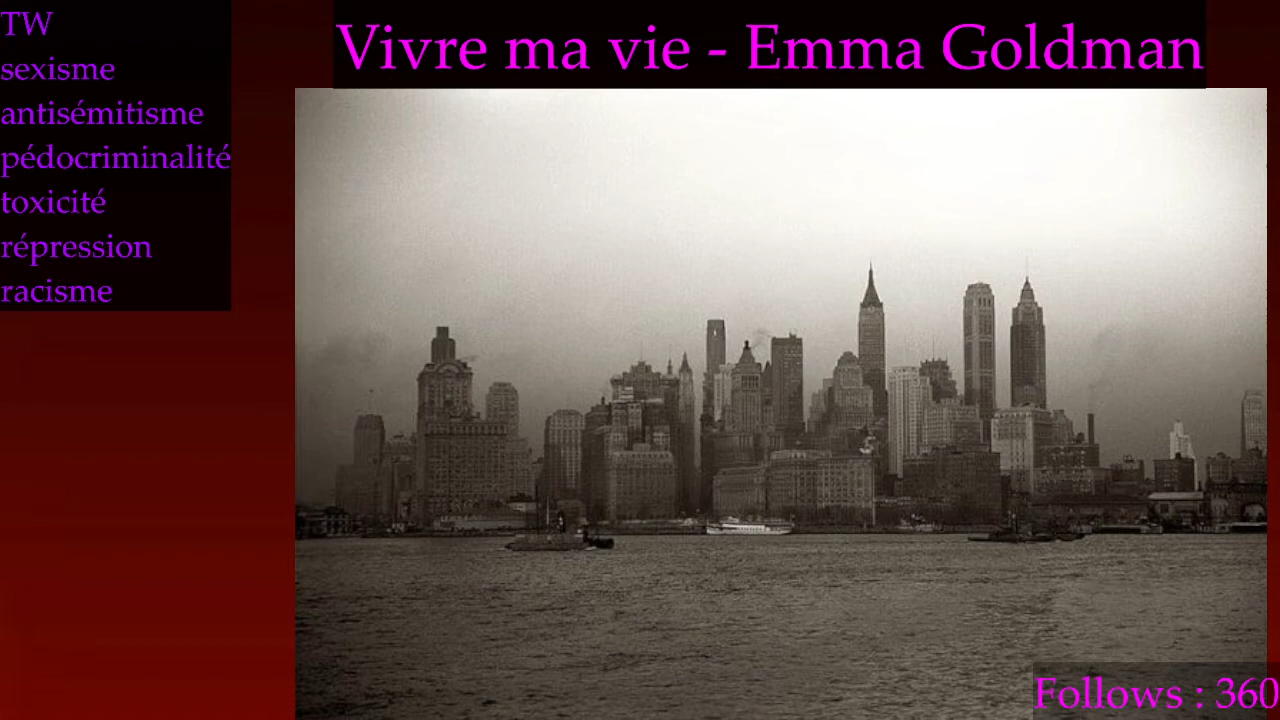 TW
sexisme
antisémitisme
pédocriminalité
toxicité
répression
racisme
Vivre ma vie - Emma Goldman
Follows : 360